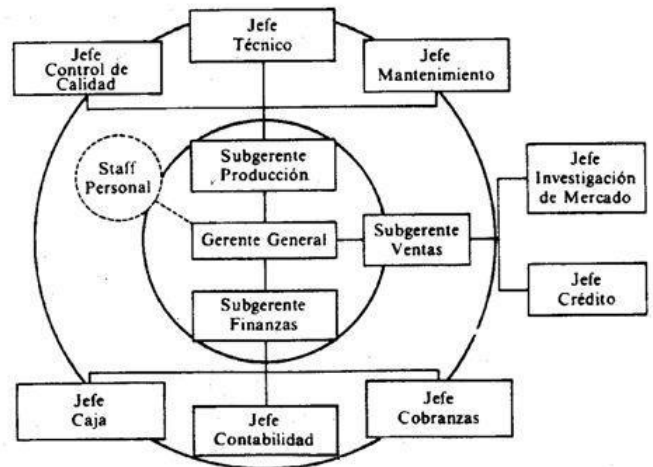 Jefe
Control de
Calidad
Jefe
Técnico
Jefe
Mantenimiento
Staff
Personal
Subgerente
Producción
Gerente General
Subgerente
Ventas
Jefe
Investigación
de Mercado
Jefe
Crédito
Subgerente
Finanzas
Jefe
Caja
Jefe
Contabilidad
Jefe
Cobranzas